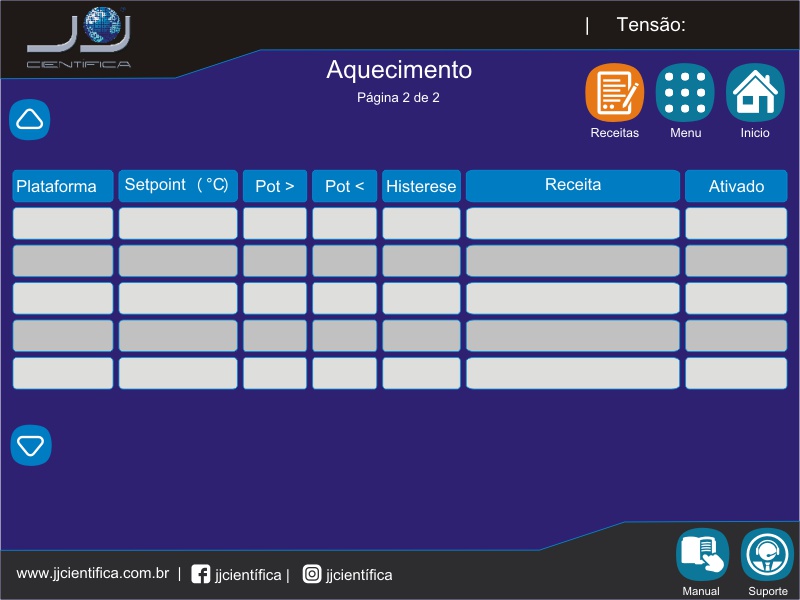 JJ
CIENTIFICA
| Tensão:
Aquecimento
Página 2 de 2
Receitas Menu Inicio
Plataforma Setpoint (°C) Pot > Pot < Histerese Receita Ativado
www.jjcientifica.com.br | jjcientífica | jjcientífica
Manual Suporte